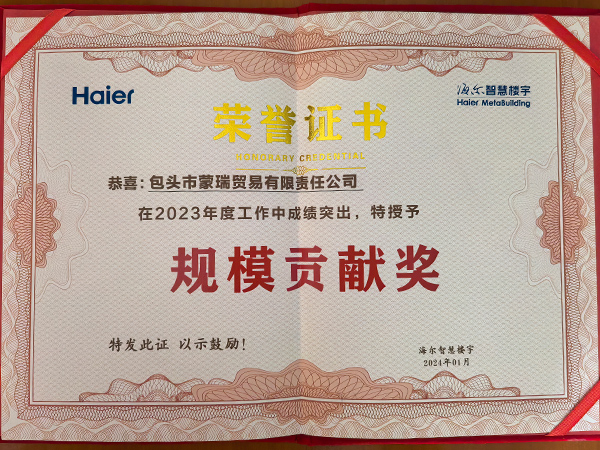 Haier
海尔智慧楼宇
Haier MetaBuilding
荣誉证书
HONORARY CREDENTIAL
恭喜：包头市蒙瑞贸易有限责任公司
在2023年度工作中成绩突出，特授予
规模贡献奖
特发此证 以示鼓励！
海尔智慧楼宇
2024年01月